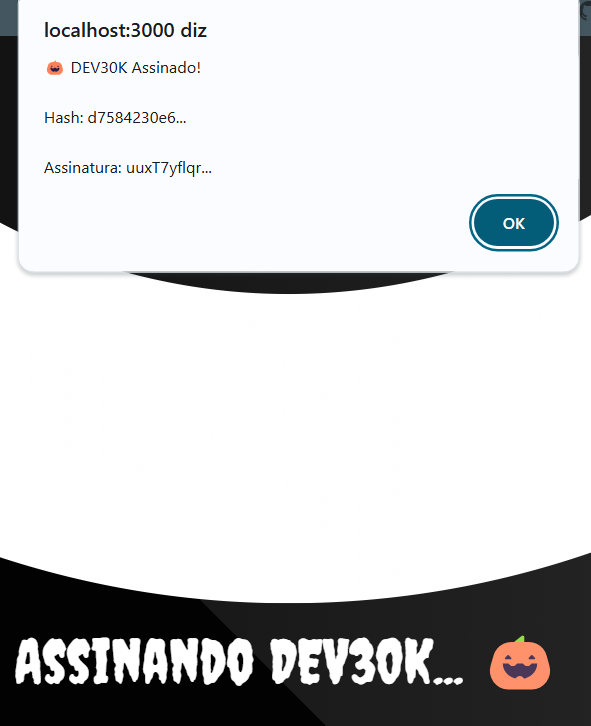 localhost:3000 diz
🎃 DEV30K Assinado!
Hash: d7584230e6...
Assinatura: uuxT7yflqr...
OK
ASSINANDO DEV30K... 🎃